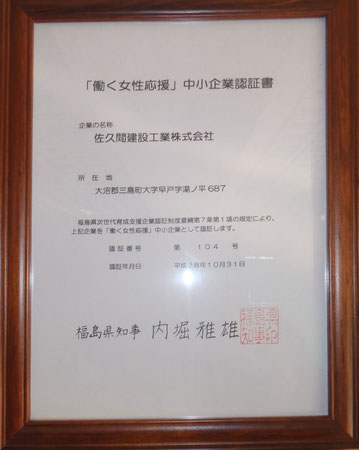 「働く女性応援」中小企業認証書
企業の名称
佐久間建設工業株式会社
所在地
大沼郡三島町大字早戸字湯ノ平687
福島県次世代育成支援企業認証制度要綱第7条第1項の規定により、
上記企業を「働く女性応援」中小企業として認証します。
認証番号 第104号
認証年月日 平成28年10月31日
福島県知事 内堀雅雄